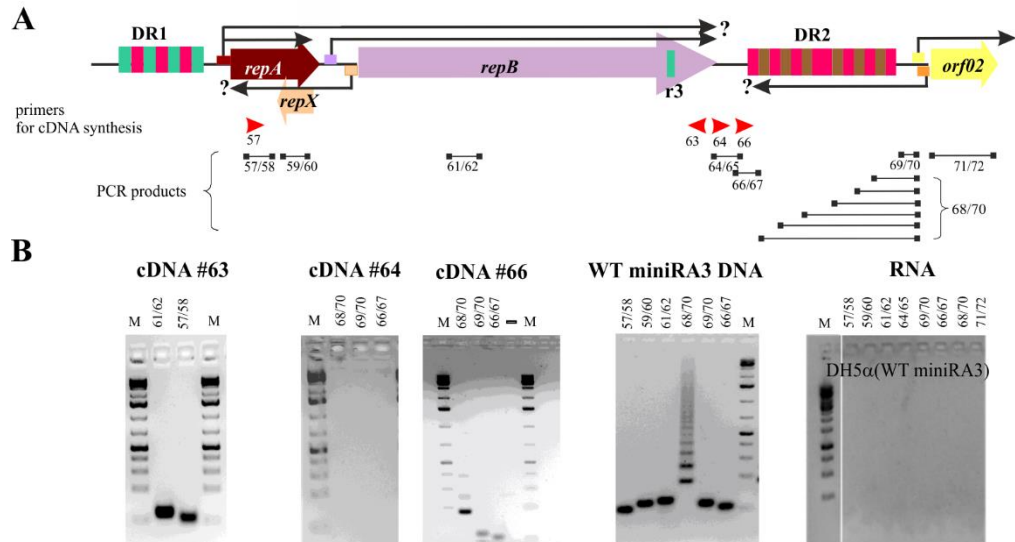 A
DR1
DR2
?
repA
repB
orf02
?
repX
r3
?
primers
for cDNA synthesis
57
63
64
66
57/58
59/60
61/62
64/65
69/70
71/72
66/67
PCR products
68/70
B
cDNA #63
cDNA #64
cDNA #66
WT miniRA3 DNA
RNA
M
61/62
57/58
M
M
68/70
69/70
66/67
M
68/70
69/70
66/67
M
57/58
59/60
61/62
68/70
69/70
66/67
M
M
57/58
59/60
61/62
64/65
69/70
66/67
68/70
71/72
DH5α(WT miniRA3)